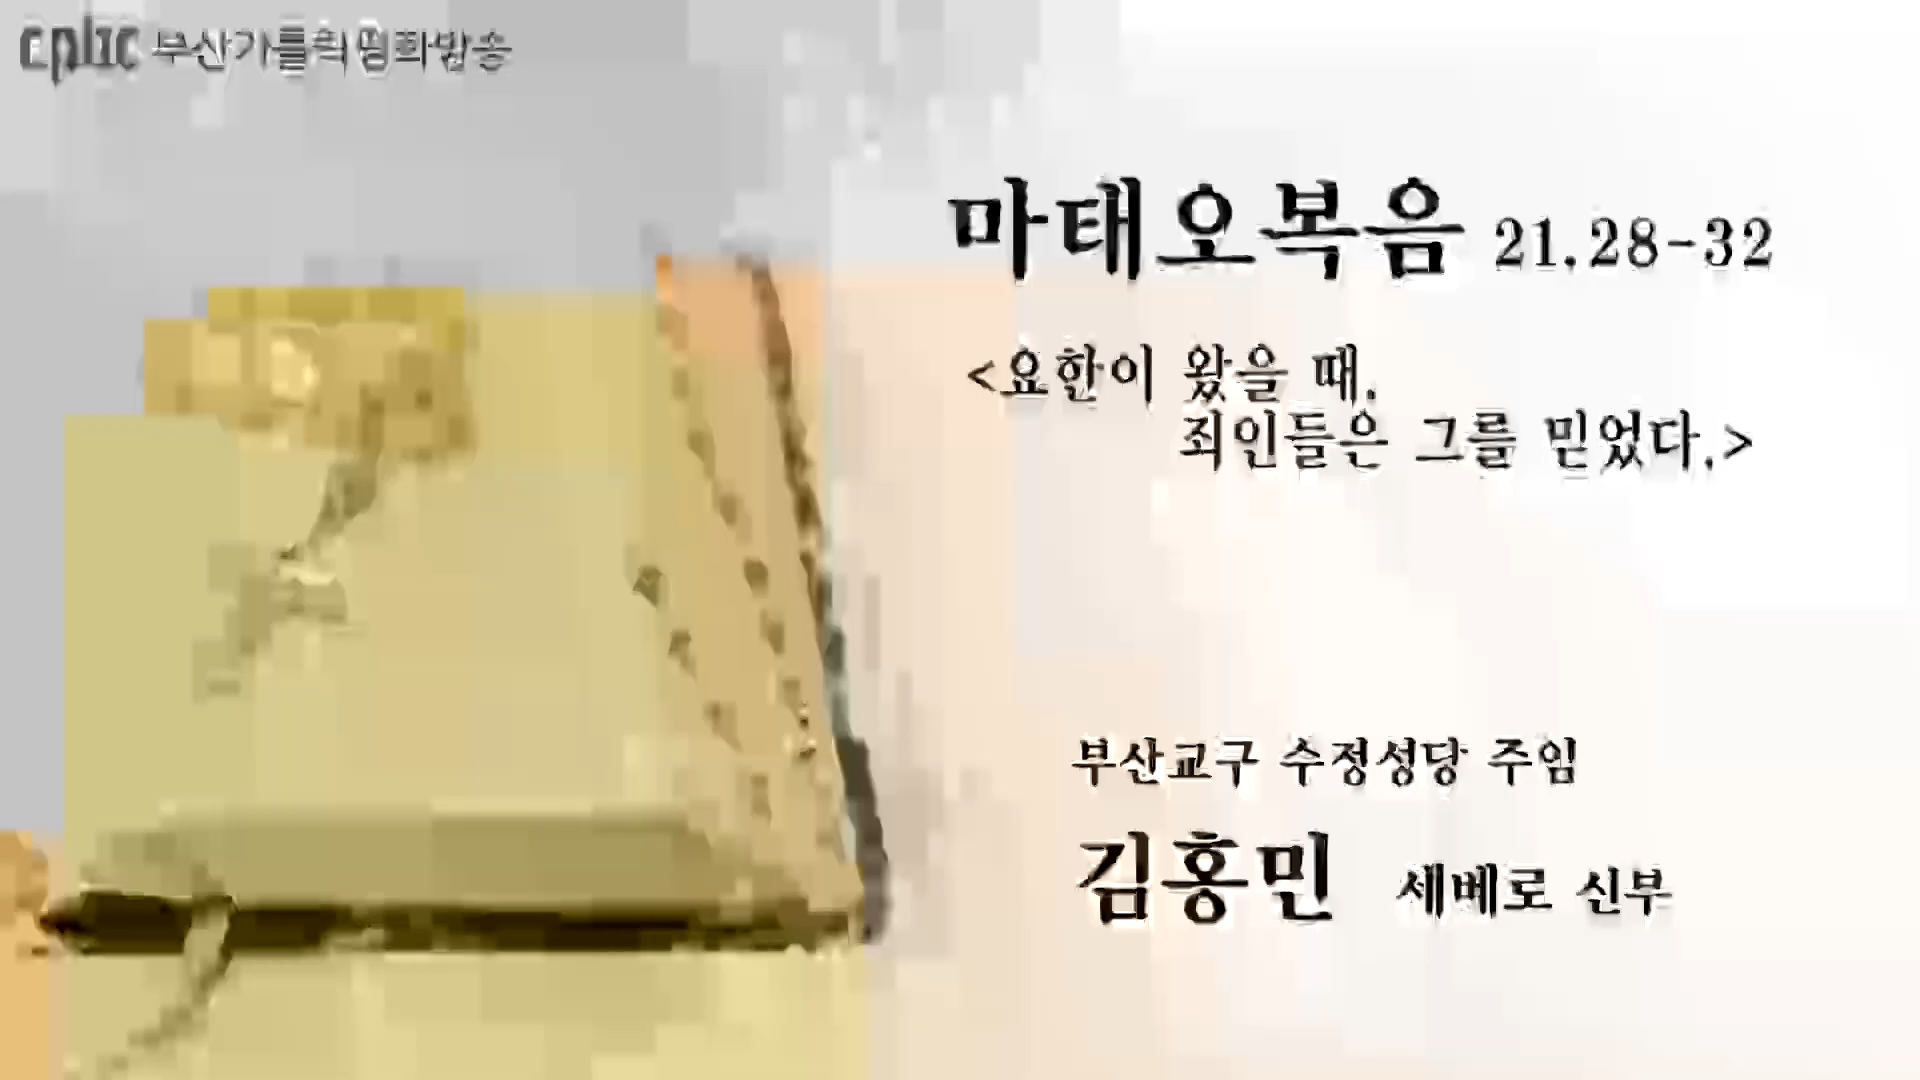 cpbc 부산가톨릭평화방송
마태오복음 21.28-32
<요한이 왔을 때,
죄인들은 그를 믿었다.>
부산교구 수정성당 주임
김홍민 세베로 신부